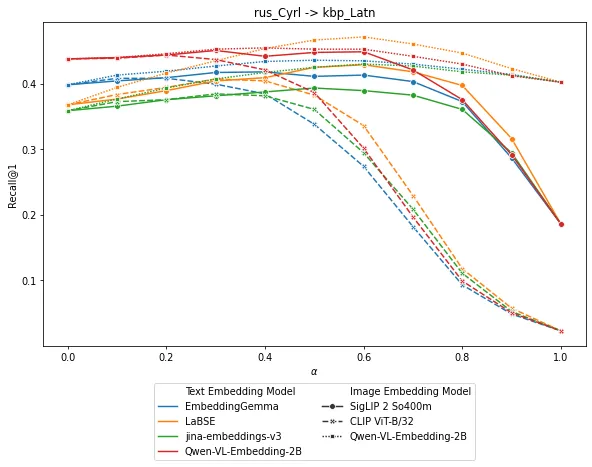 rus_Cyrl -> kbp_Latn
Recall@1
0.4
0.3
0.2
0.1
0.0 0.2 0.4 0.6 0.8 1.0
α
Text Embedding Model Image Embedding Model
EmbeddingGemma SigLIP 2 So400m
LaBSE CLIP ViT-B/32
jina-embeddings-v3 Qwen-VL-Embedding-2B
Qwen-VL-Embedding-2B